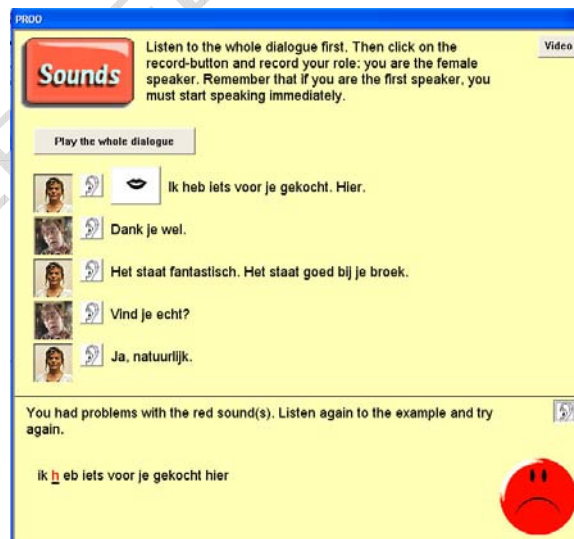 PROO
Sounds
Listen to the whole dialogue first. Then click on the
record-button and record your role: you are the female
speaker. Remember that if you are the first speaker, you
must start speaking immediately.
Video
Play the whole dialogue
Ik heb iets voor je gekocht. Hier.
Dank je wel.
Het staat fantastisch. Het staat goed bij je broek.
Vind je echt?
Ja, natuurlijk.
You had problems with the red sound(s). Listen again to the example and try
again.
ik h eb iets voor je gekocht hier